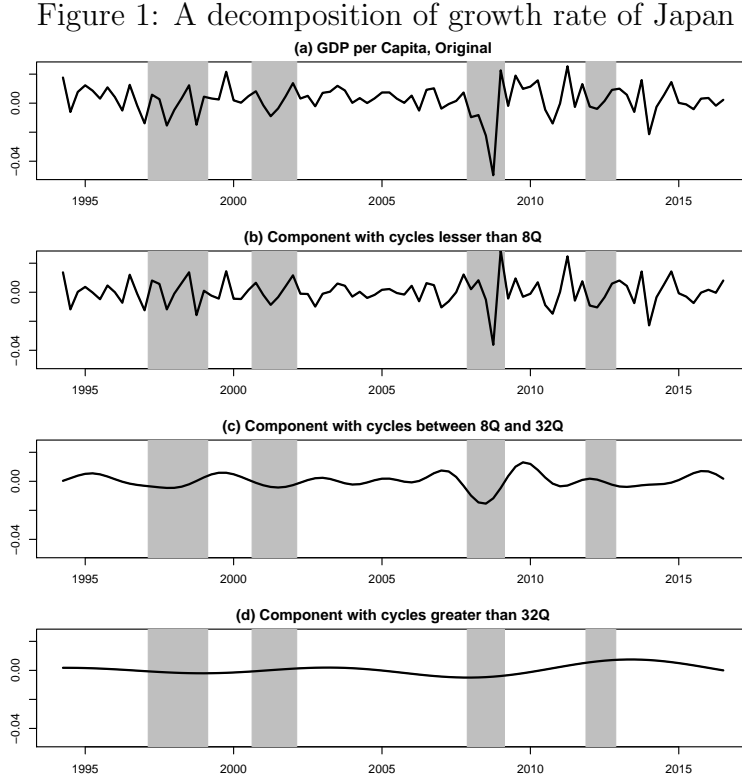 Figure 1: A decomposition of growth rate of Japan
(a) GDP per Capita, Original
0.00
−0.04
1995 2000 2005 2010 2015
(b) Component with cycles lesser than 8Q
0.00
−0.04
1995 2000 2005 2010 2015
(c) Component with cycles between 8Q and 32Q
0.00
−0.04
1995 2000 2005 2010 2015
(d) Component with cycles greater than 32Q
0.00
−0.04
1995 2000 2005 2010 2015